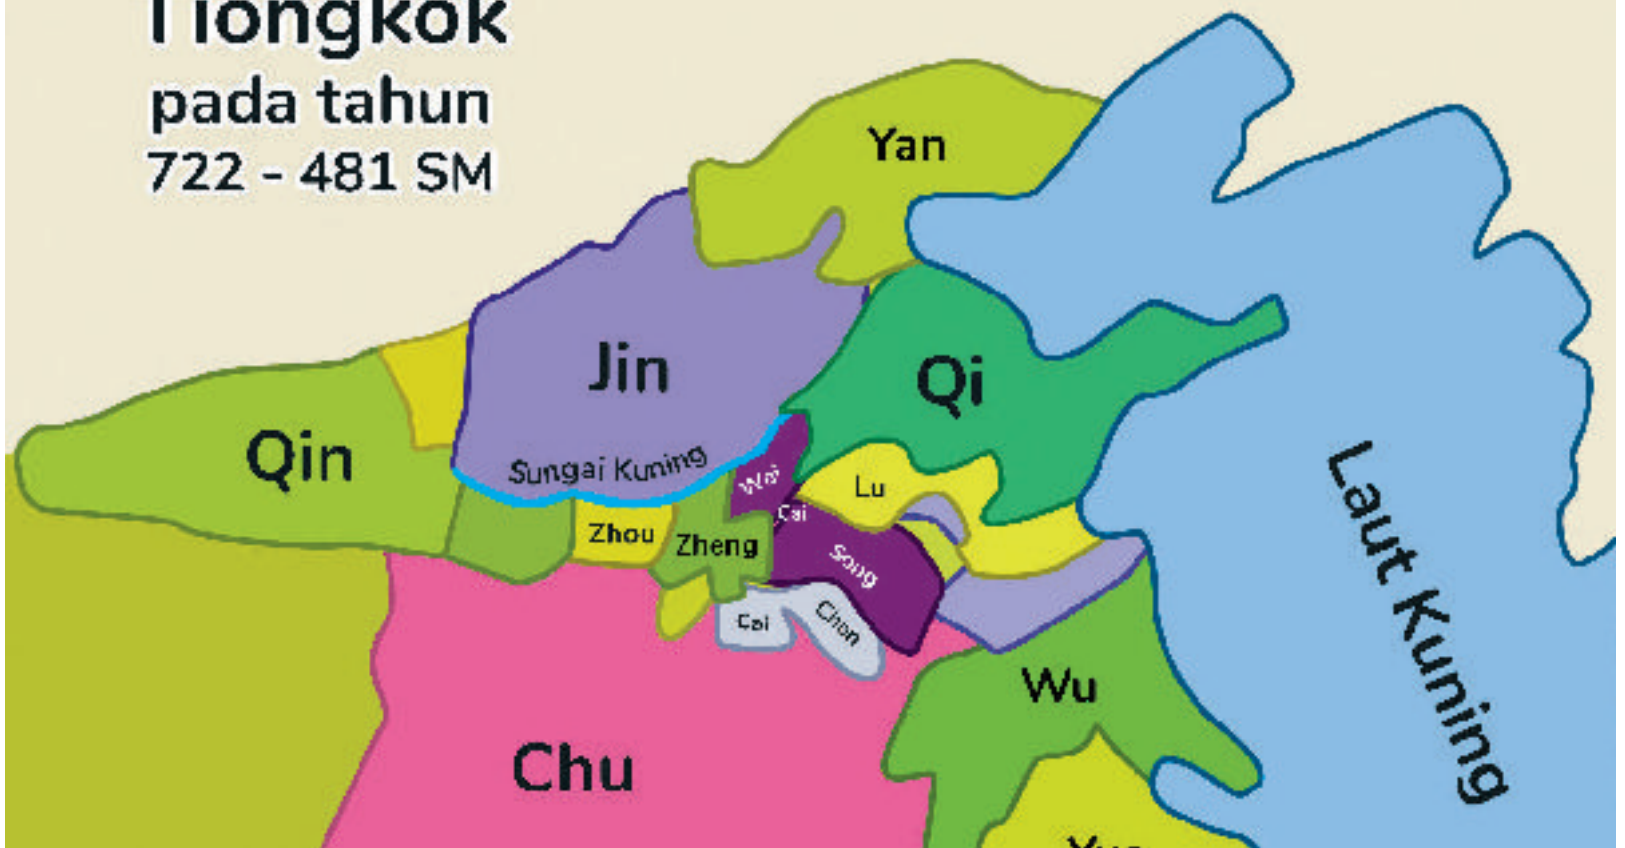 Tiongkok
pada tahun
722 - 481 SM
Yan
Jin
Qi
Qin
Sungai Kuning
Wei
Lu
Cai
Zhou
Zheng
Song
Cai
Chen
Wu
Chu
Laut Kuning